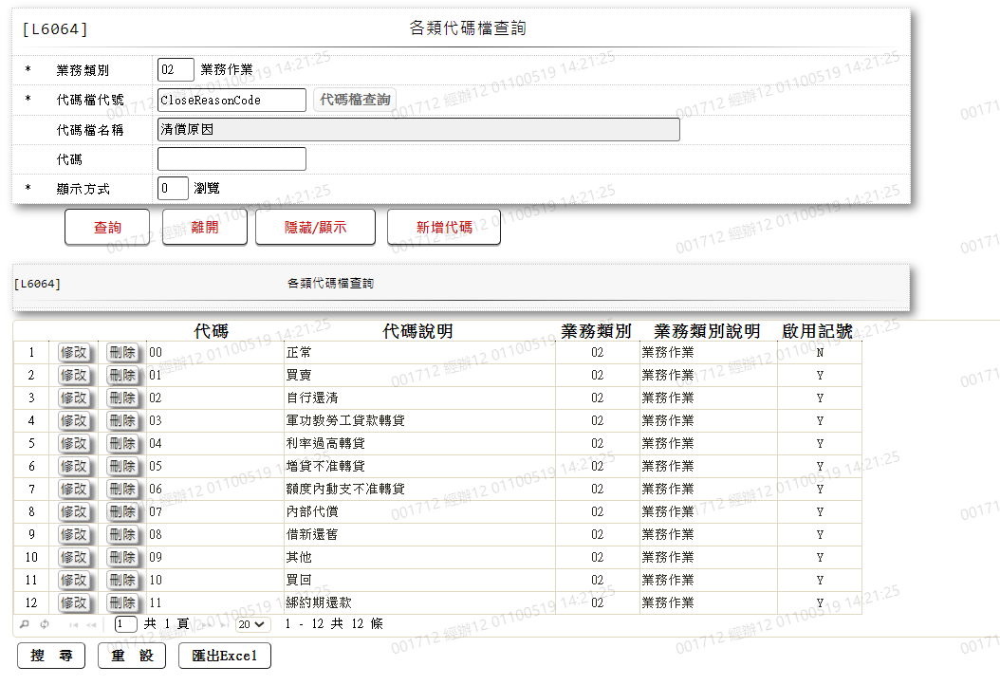 [L6064] 各類代碼檔查詢
* 業務類別 02 業務作業
* 代碼檔代號 CloseReasonCode 代碼檔查詢
代碼檔名稱 清償原因
代碼
* 顯示方式 0 瀏覽
查詢 離開 隱藏/顯示 新增代碼
[L6064] 各類代碼檔查詢
代碼 代碼說明 業務類別 業務類別說明 啟用記號
1 修改 刪除 00 正常 02 業務作業 N
2 修改 刪除 01 買賣 02 業務作業 Y
3 修改 刪除 02 自行還清 02 業務作業 Y
4 修改 刪除 03 軍功教勞工貸款轉貸 02 業務作業 Y
5 修改 刪除 04 利率過高轉貸 02 業務作業 Y
6 修改 刪除 05 增貸不准轉貸 02 業務作業 Y
7 修改 刪除 06 額度內動支不准轉貸 02 業務作業 Y
8 修改 刪除 07 內部代償 02 業務作業 Y
9 修改 刪除 08 借新還舊 02 業務作業 Y
10 修改 刪除 09 其他 02 業務作業 Y
11 修改 刪除 10 買回 02 業務作業 Y
12 修改 刪除 11 綁約期還款 02 業務作業 Y
1 共 1 頁 20 1 - 12 共 12 條
搜 尋 重 設 匯出Excel
001712 經辦12 01100519 14:21:25